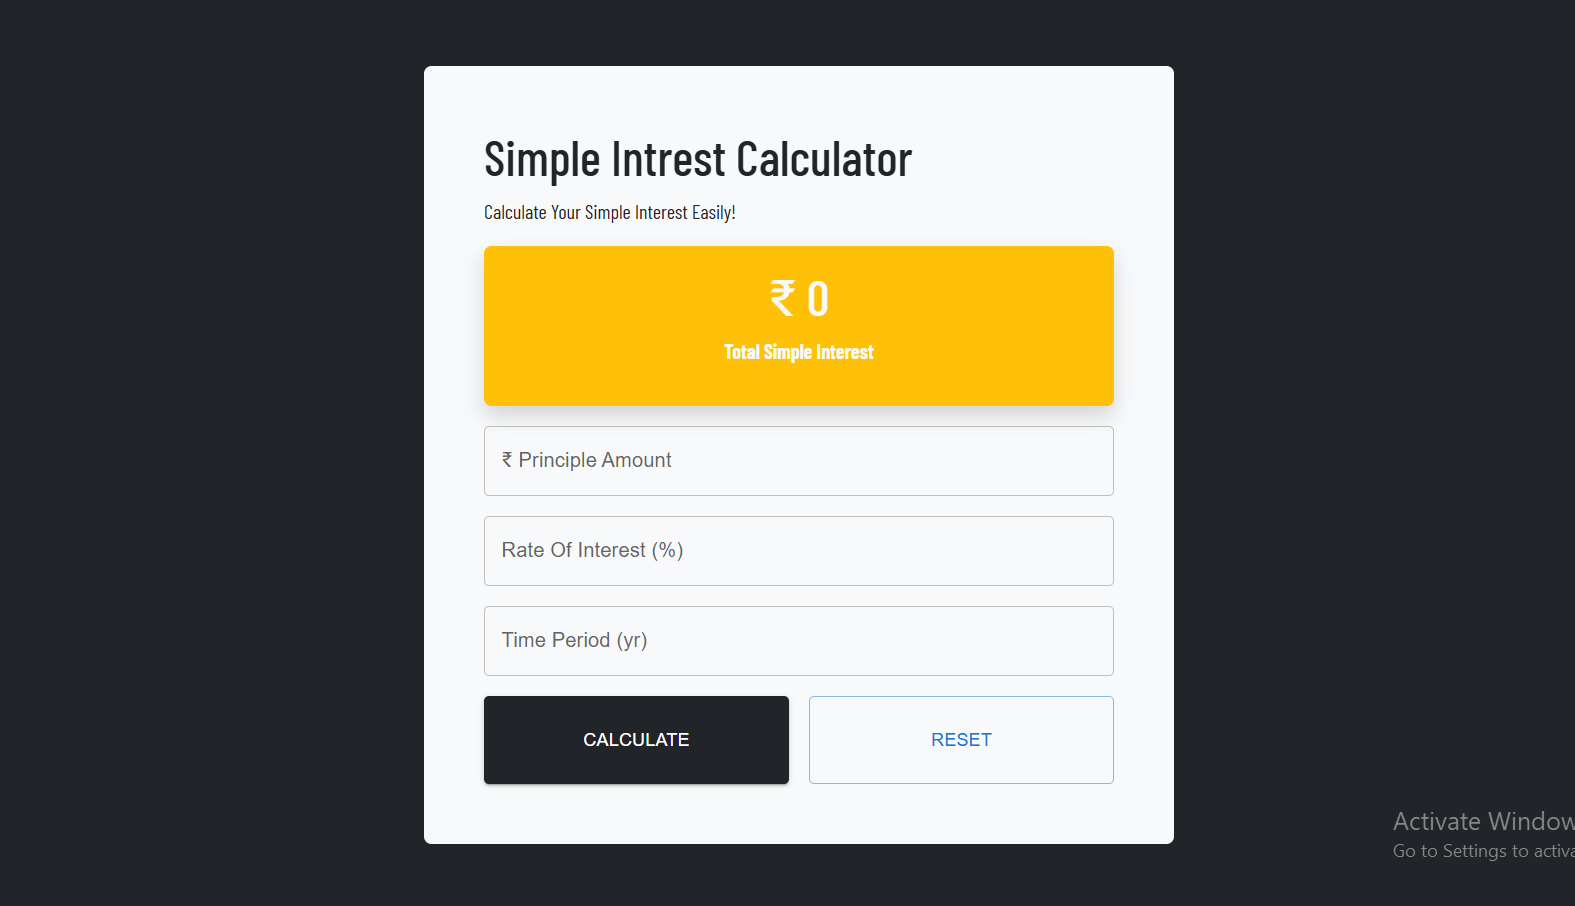 Simple Intrest Calculator
Calculate Your Simple Interest Easily!
₹ 0
Total Simple Interest
₹ Principle Amount
Rate Of Interest (%)
Time Period (yr)
CALCULATE RESET
Activate Window
Go to Settings to activa